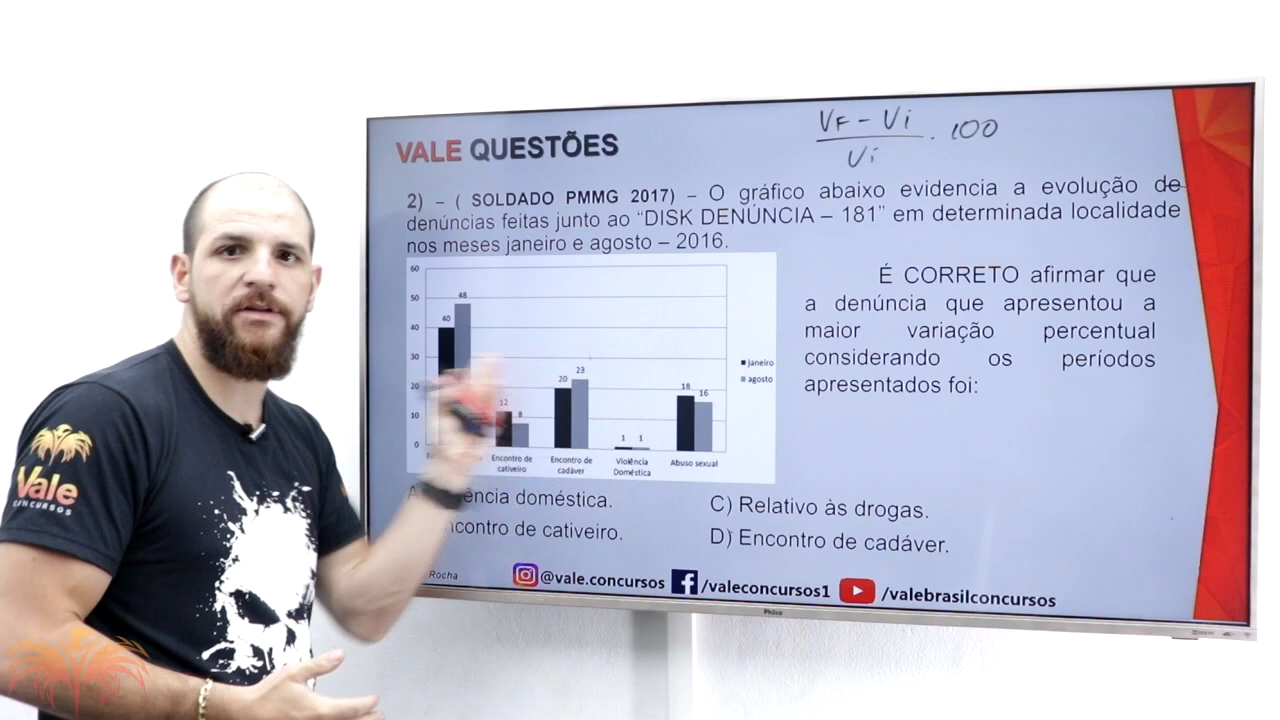 VALE QUESTÕES
VF - Vi
Vi
. 100
2) – ( SOLDADO PMMG 2017) – O gráfico abaixo evidencia a evolução de
denúncias feitas junto ao “DISK DENÚNCIA – 181” em determinada localidade
nos meses janeiro e agosto – 2016.
60
50
40
30
20
10
0
40
48
12
8
20
23
1
1
18
16
Encontro de
cativeiro
Encontro de
cadáver
Violência
Doméstica
Abuso sexual
janeiro
agosto
É CORRETO afirmar que
a denúncia que apresentou a
maior variação percentual
considerando os períodos
apresentados foi:
doméstica.
de cativeiro.
C) Relativo às drogas.
D) Encontro de cadáver.
Rocha
@vale.concursos
/valeconcursos1
/valebrasilconcursos
Philco
Vale
CONCURSOS
Vale